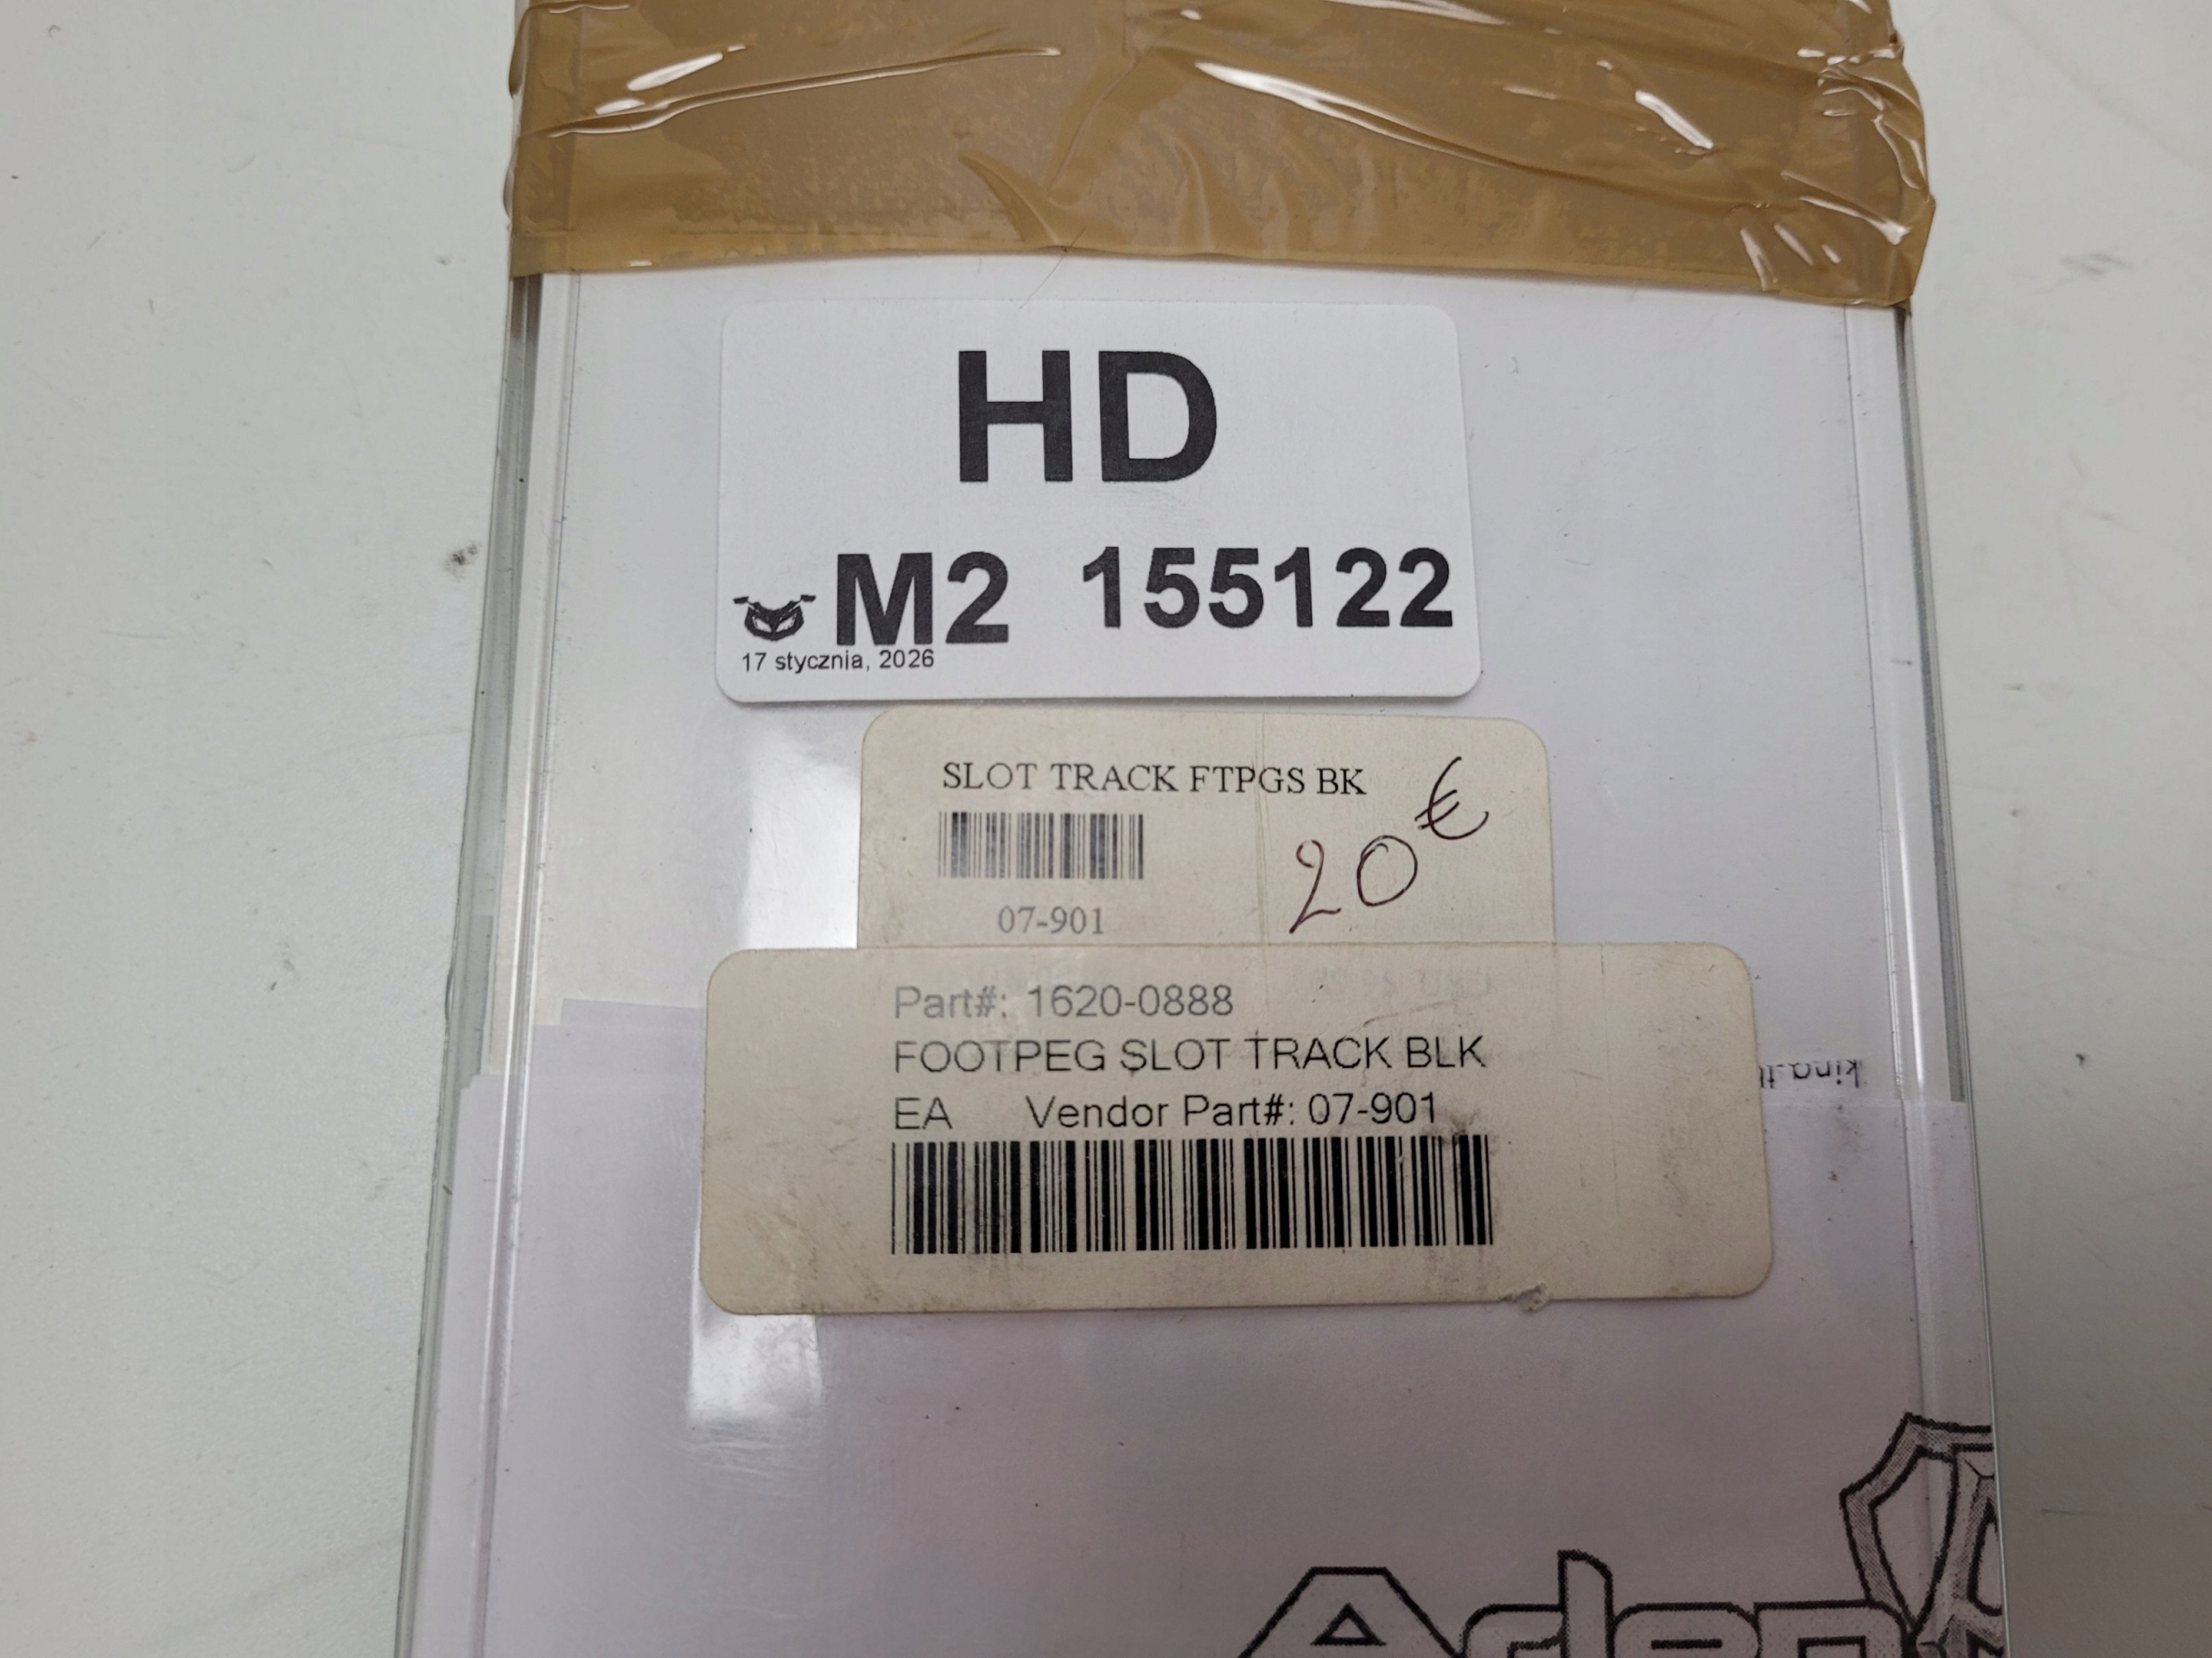 HD
M2 155122
17 stycznia, 2026
SLOT TRACK FTPGS BK
20 €
07-901
Part#: 1620-0888
FOOTPEG SLOT TRACK BLK
EA Vendor Part#: 07-901
Arlen